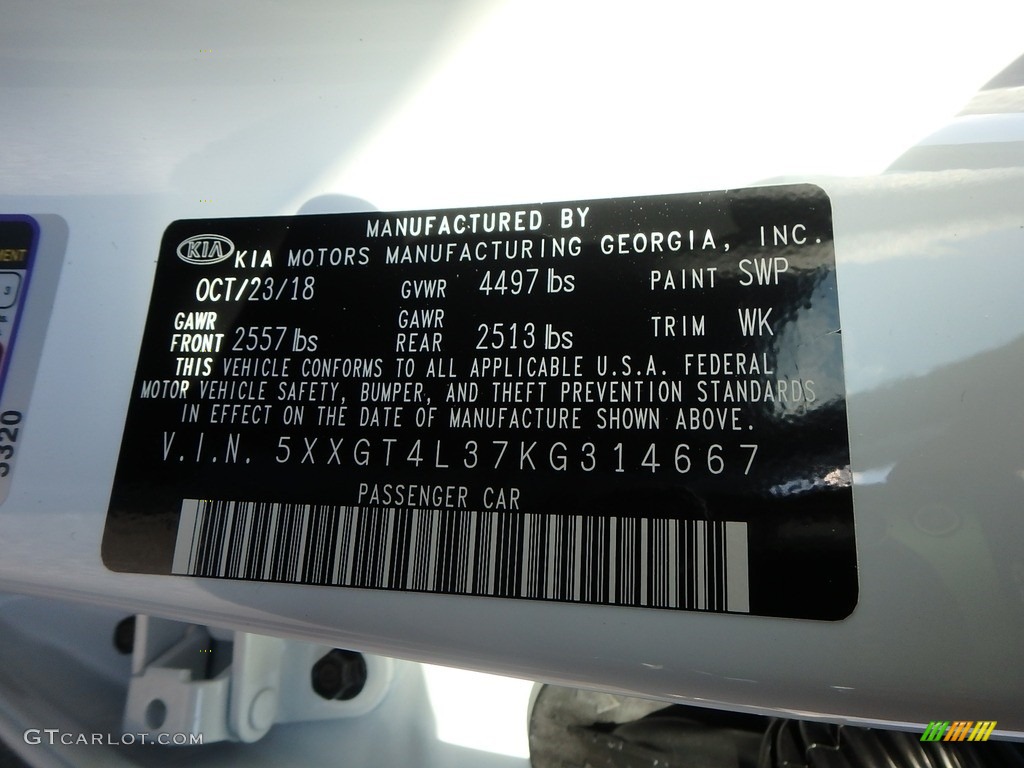 MANUFACTURED BY
KIA KIA MOTORS MANUFACTURING GEORGIA, INC.
OCT/23/18 GVWR 4497 lbs PAINT SWP
GAWR FRONT 2557 lbs GAWR REAR 2513 lbs TRIM WK
THIS VEHICLE CONFORMS TO ALL APPLICABLE U.S.A. FEDERAL
MOTOR VEHICLE SAFETY, BUMPER, AND THEFT PREVENTION STANDARDS
IN EFFECT ON THE DATE OF MANUFACTURE SHOWN ABOVE.
V.I.N. 5XXGT4L37KG314667
PASSENGER CAR
3
GTCARLOT.COM